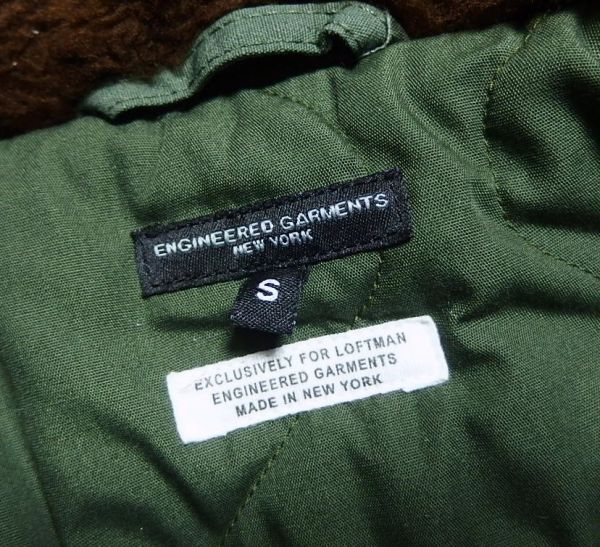 ENGINEERED GARMENTS
NEW YORK
S
EXCLUSIVELY FOR LOFTMAN
ENGINEERED GARMENTS
MADE IN NEW YORK